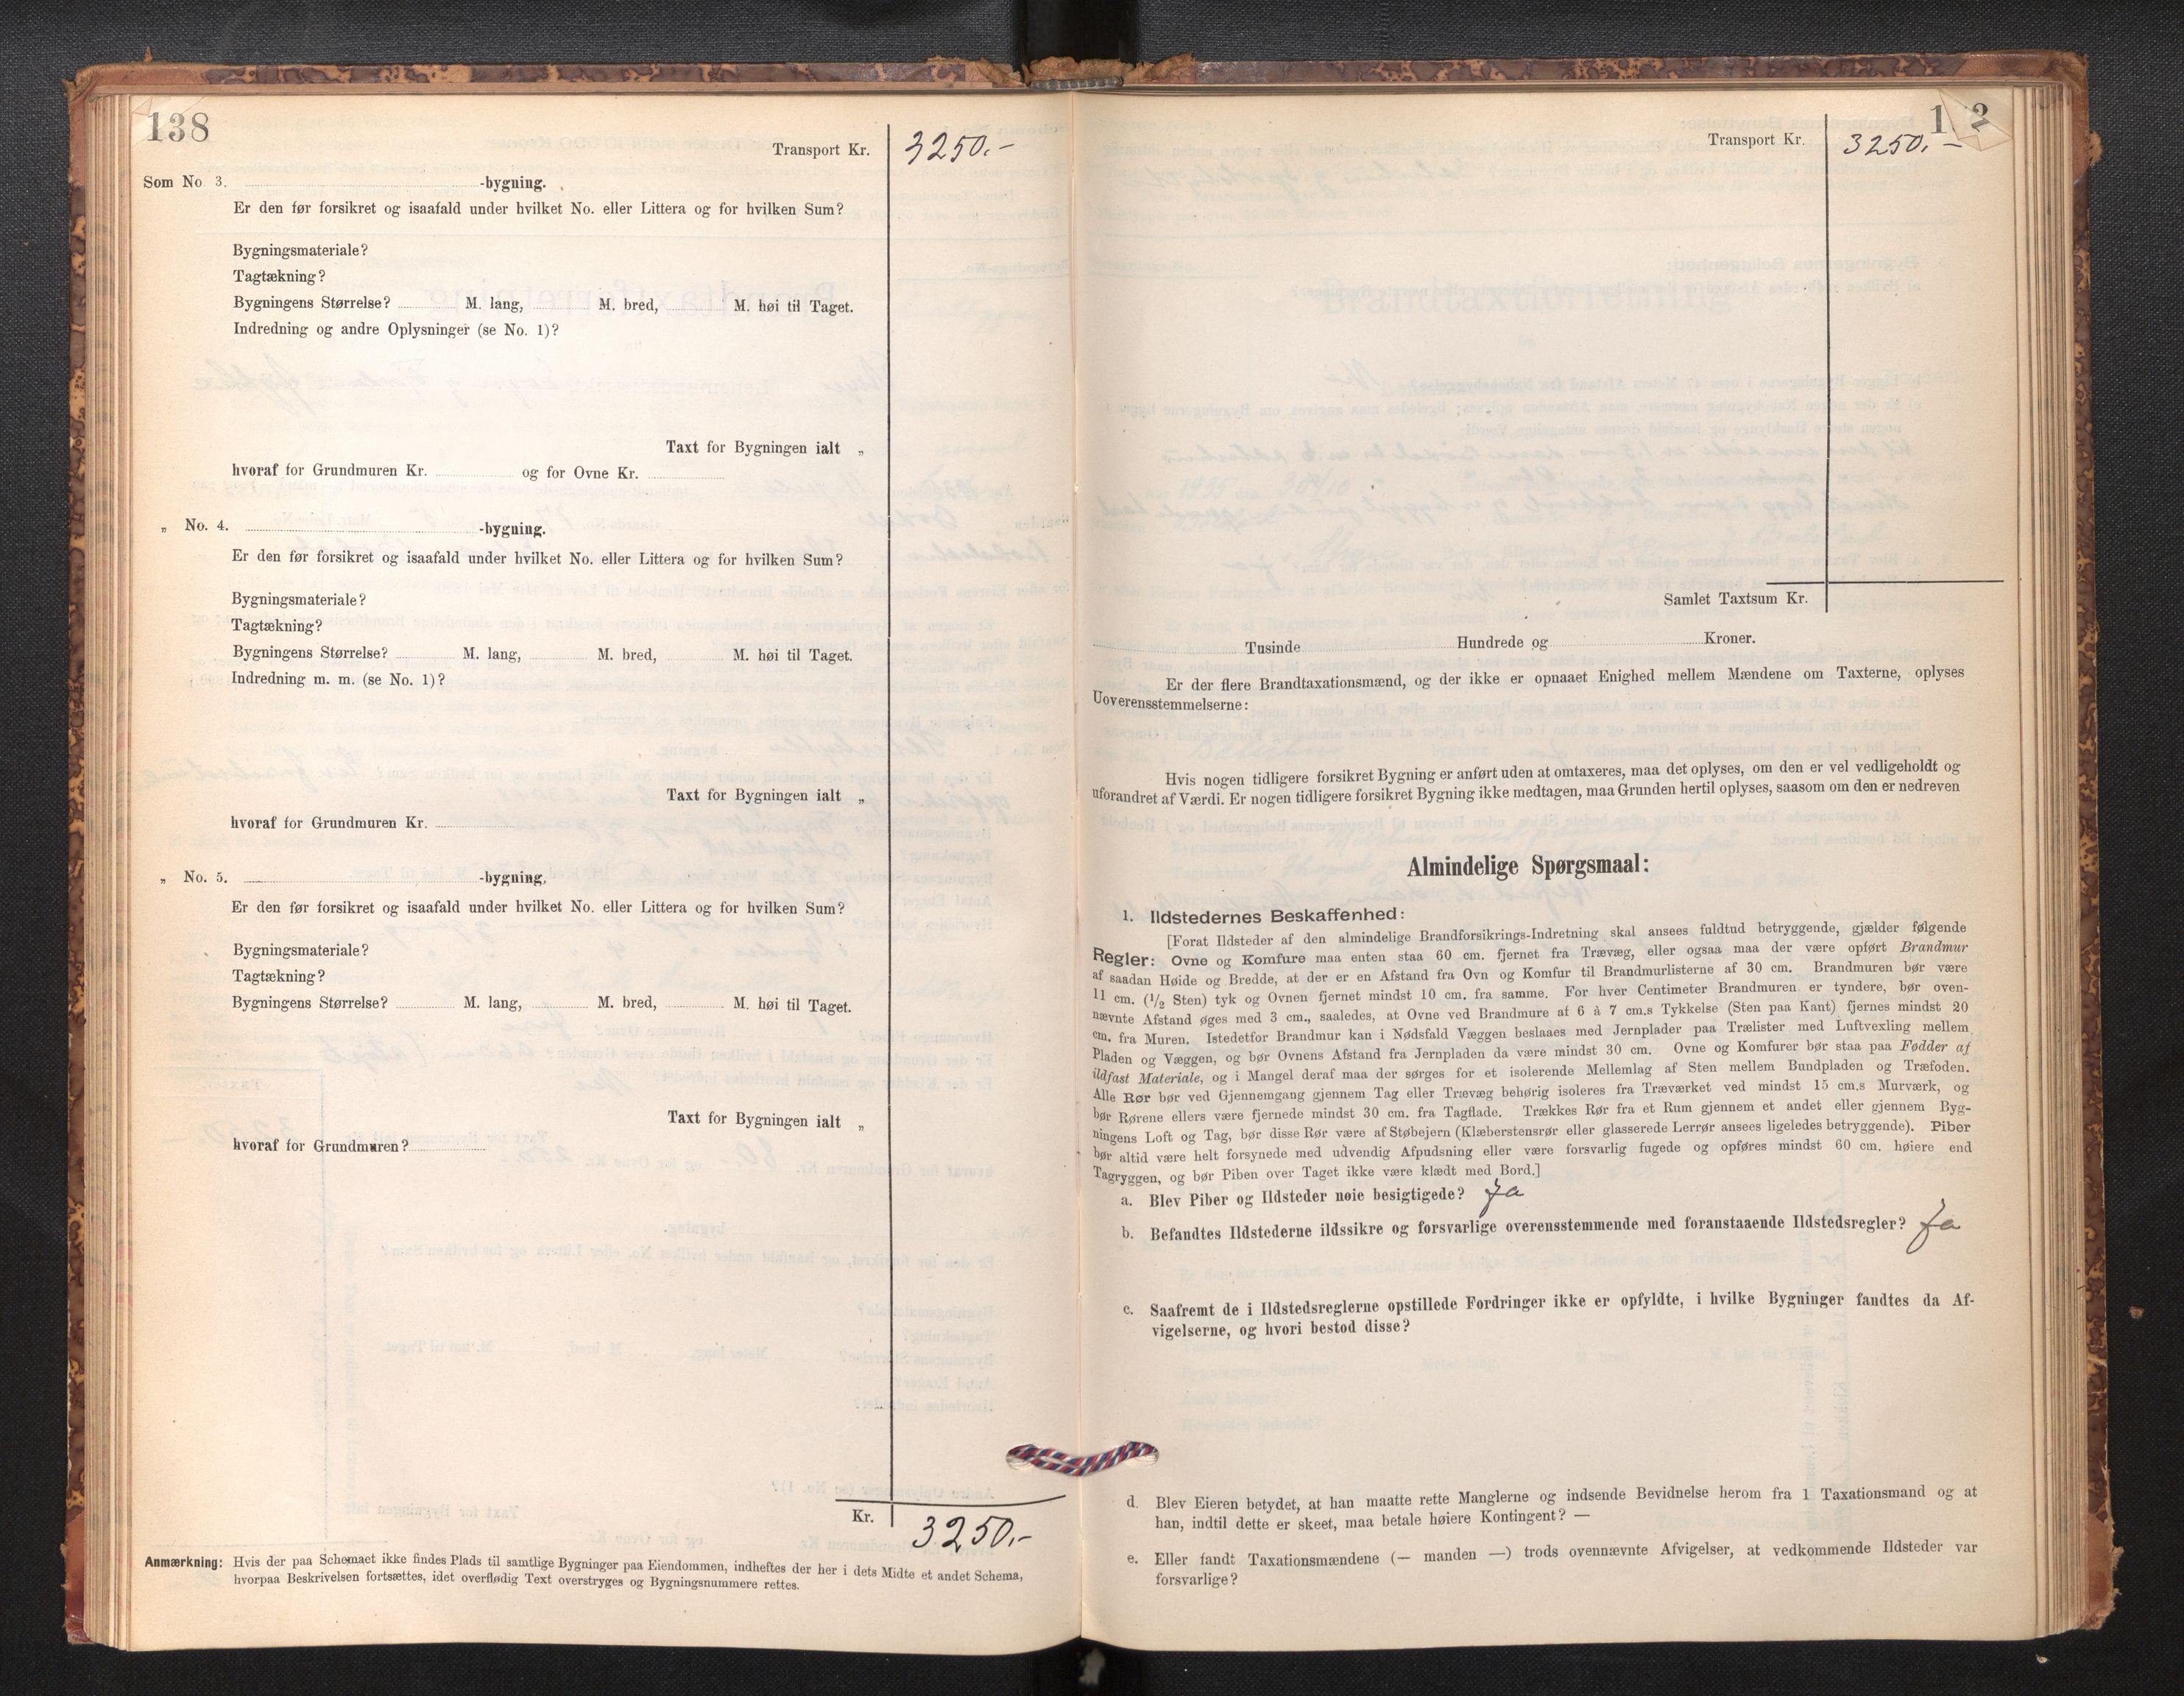 138
Transport Kr. 3250.-
Som No 3. -bygning.
Er den før forsikret og isaafald under hvilket No. eller Littera og for hvilken Sum?
Bygningsmateriale?
Tagtækning?
Bygningens Størrelse? M. lang, M. bred, M. høi til Taget.
Indredning og andre Oplysninger (se No. 1)?
Taxt for Bygningen ialt „
hvoraf for Grundmuren Kr. og for Ovne Kr.
„ No. 4. -bygning.
Er den før forsikret og isaafald under hvilket No. eller Littera og for hvilken Sum?
Bygningsmateriale?
Tagtækning?
Bygningens Størrelse? M. lang, M. bred, M. høi til Taget.
Indredning m. m. (se No. 1)?
Taxt for Bygningen ialt „
hvoraf for Grundmuren Kr.
„ No. 5. -bygning,
Er den før forsikret og isaafald under hvilket No. eller Littera og for hvilken Sum?
Bygningsmateriale?
Tagtækning?
Bygningens Størrelse? M. lang, M. bred, M. høi til Taget.
Taxt for Bygningen ialt „
hvoraf for Grundmuren?
Kr. 3250.-
Anmærkning: Hvis der paa Schemaet ikke findes Plads til samtlige Bygninger paa Eiendommen, indheftes der her i dets Midte et andet Schema,
hvorpaa Beskrivelsen fortsættes, idet overflødig Text overstryges og Bygningsnummere rettes.
Transport Kr. 3250.-
Samlet Taxtsum Kr.
Tusinde Hundrede og Kroner.
Er der flere Brandtaxationsmænd, og der ikke er opnaaet Enighed mellem Mændene om Taxterne, oplyses
Uoverensstemmelserne:
Hvis nogen tidligere forsikret Bygning er anført uden at omtaxeres, maa det oplyses, om den er vel vedligeholdt og
uforandret af Værdi. Er nogen tidligere forsikret Bygning ikke medtagen, maa Grunden hertil oplyses, saasom om den er nedreven
Almindelige Spørgsmaal:
1. Ildstedernes Beskaffenhed:
[Forat Ildsteder af den almindelige Brandforsikrings-Indretning skal ansees fuldtud betryggende, gjælder følgende
Regler: Ovne og Komfure maa enten staa 60 cm. fjernet fra Trævæg, eller ogsaa maa der være opført Brandmur
af saadan Høide og Bredde, at der er en Afstand fra Ovn og Komfur til Brandmurlisterne af 30 cm. Brandmuren bør være
11 cm. (1/2 Sten) tyk og Ovnen fjernet mindst 10 cm. fra samme. For hver Centimeter Brandmuren er tyndere, bør oven-
nævnte Afstand øges med 3 cm., saaledes, at Ovne ved Brandmure af 6 à 7 cm.s Tykkelse (Sten paa Kant) fjernes mindst 20
cm. fra Muren. Istedetfor Brandmur kan i Nødsfald Væggen beslaaes med Jernplader paa Trælister med Luftvexling mellem
Pladen og Væggen, og bør Ovnens Afstand fra Jernpladen da være mindst 30 cm. Ovne og Komfurer bør staa paa Fødder af
ildfast Materiale, og i Mangel deraf maa der sørges for et isolerende Mellemlag af Sten mellem Bundpladen og Træfoden.
Alle Rør bør ved Gjennemgang gjennem Tag eller Trævæg behørig isoleres fra Træværket ved mindst 15 cm.s Murværk, og
bør Rørene ellers være fjernede mindst 30 cm. fra Tagflade. Trækkes Rør fra et Rum gjennem et andet eller gjennem Byg-
ningens Loft og Tag, bør disse Rør være af Støbejern (Klæberstensrør eller glasserede Lerrør ansees ligeledes betryggende). Piber
bør altid være helt forsynede med udvendig Afpudsning eller være forsvarlig fugede og opføres mindst 60 cm. høiere end
Tagryggen, og bør Piben over Taget ikke være klædt med Bord.]
a. Blev Piber og Ildsteder nøie besigtigede? Ja
b. Befandtes Ildstederne ildssikre og forsvarlige overensstemmende med foranstaaende Ildstedsregler? Ja
c. Saafremt de i Ildstedsreglerne opstillede Fordringer ikke er opfyldte, i hvilke Bygninger fandtes da Af-
vigelserne, og hvori bestod disse?
d. Blev Eieren betydet, at han maatte rette Manglerne og indsende Bevidnelse herom fra 1 Taxationsmand og at
han, indtil dette er skeet, maa betale høiere Kontingent? —
e. Eller fandt Taxationsmændene (— manden —) trods ovennævnte Afvigelser, at vedkommende Ildsteder var
forsvarlige?